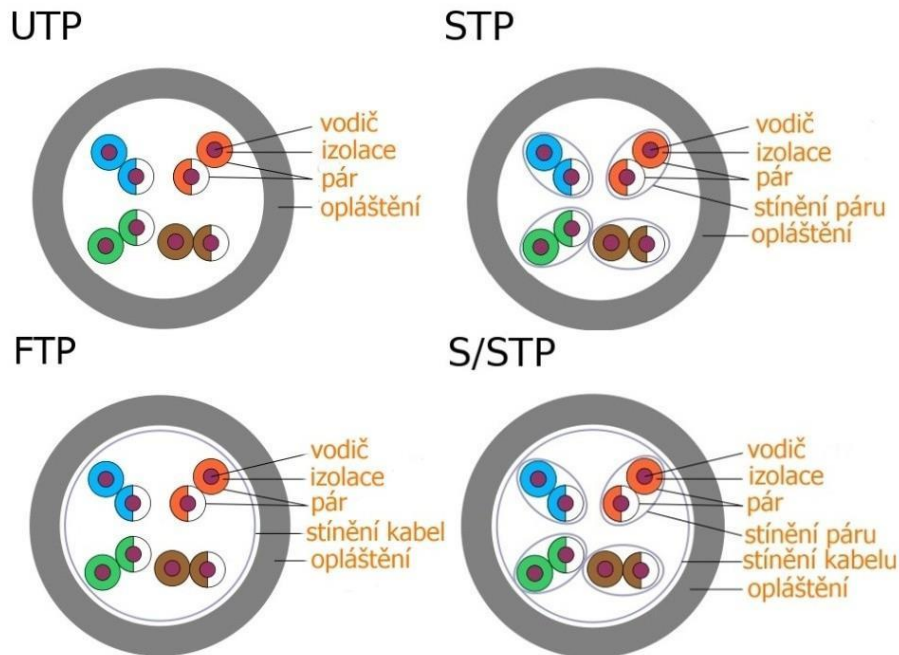 UTP
vodič
izolace
pár
opláštění
STP
vodič
izolace
pár
stínění páru
opláštění
FTP
vodič
izolace
pár
stínění kabel
opláštění
S/STP
vodič
izolace
pár
stínění páru
stínění kabelu
opláštění